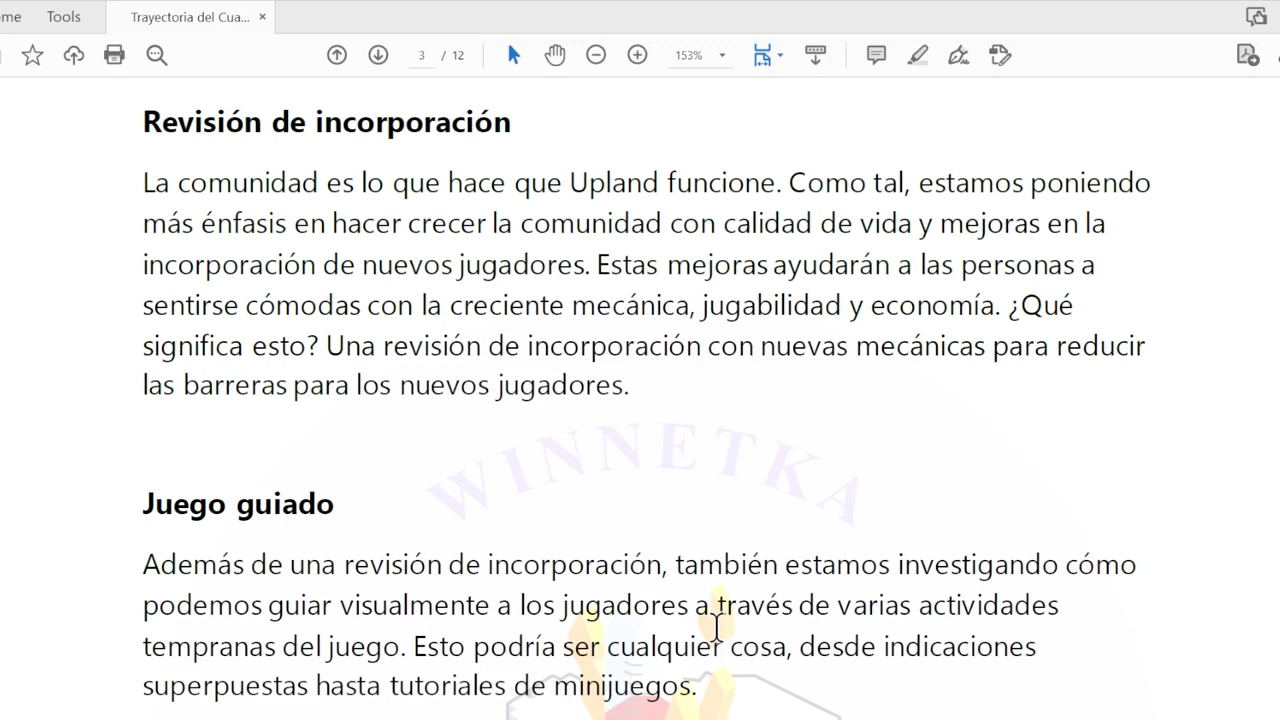 ome
Tools
Trayectoria del Cua... ×
3 / 12
153%
Revisión de incorporación
La comunidad es lo que hace que Upland funcione. Como tal, estamos poniendo
más énfasis en hacer crecer la comunidad con calidad de vida y mejoras en la
incorporación de nuevos jugadores. Estas mejoras ayudarán a las personas a
sentirse cómodas con la creciente mecánica, jugabilidad y economía. ¿Qué
significa esto? Una revisión de incorporación con nuevas mecánicas para reducir
las barreras para los nuevos jugadores.
WINNETKA
Juego guiado
Además de una revisión de incorporación, también estamos investigando cómo
podemos guiar visualmente a los jugadores a través de varias actividades
tempranas del juego. Esto podría ser cualquier cosa, desde indicaciones
superpuestas hasta tutoriales de minijuegos.